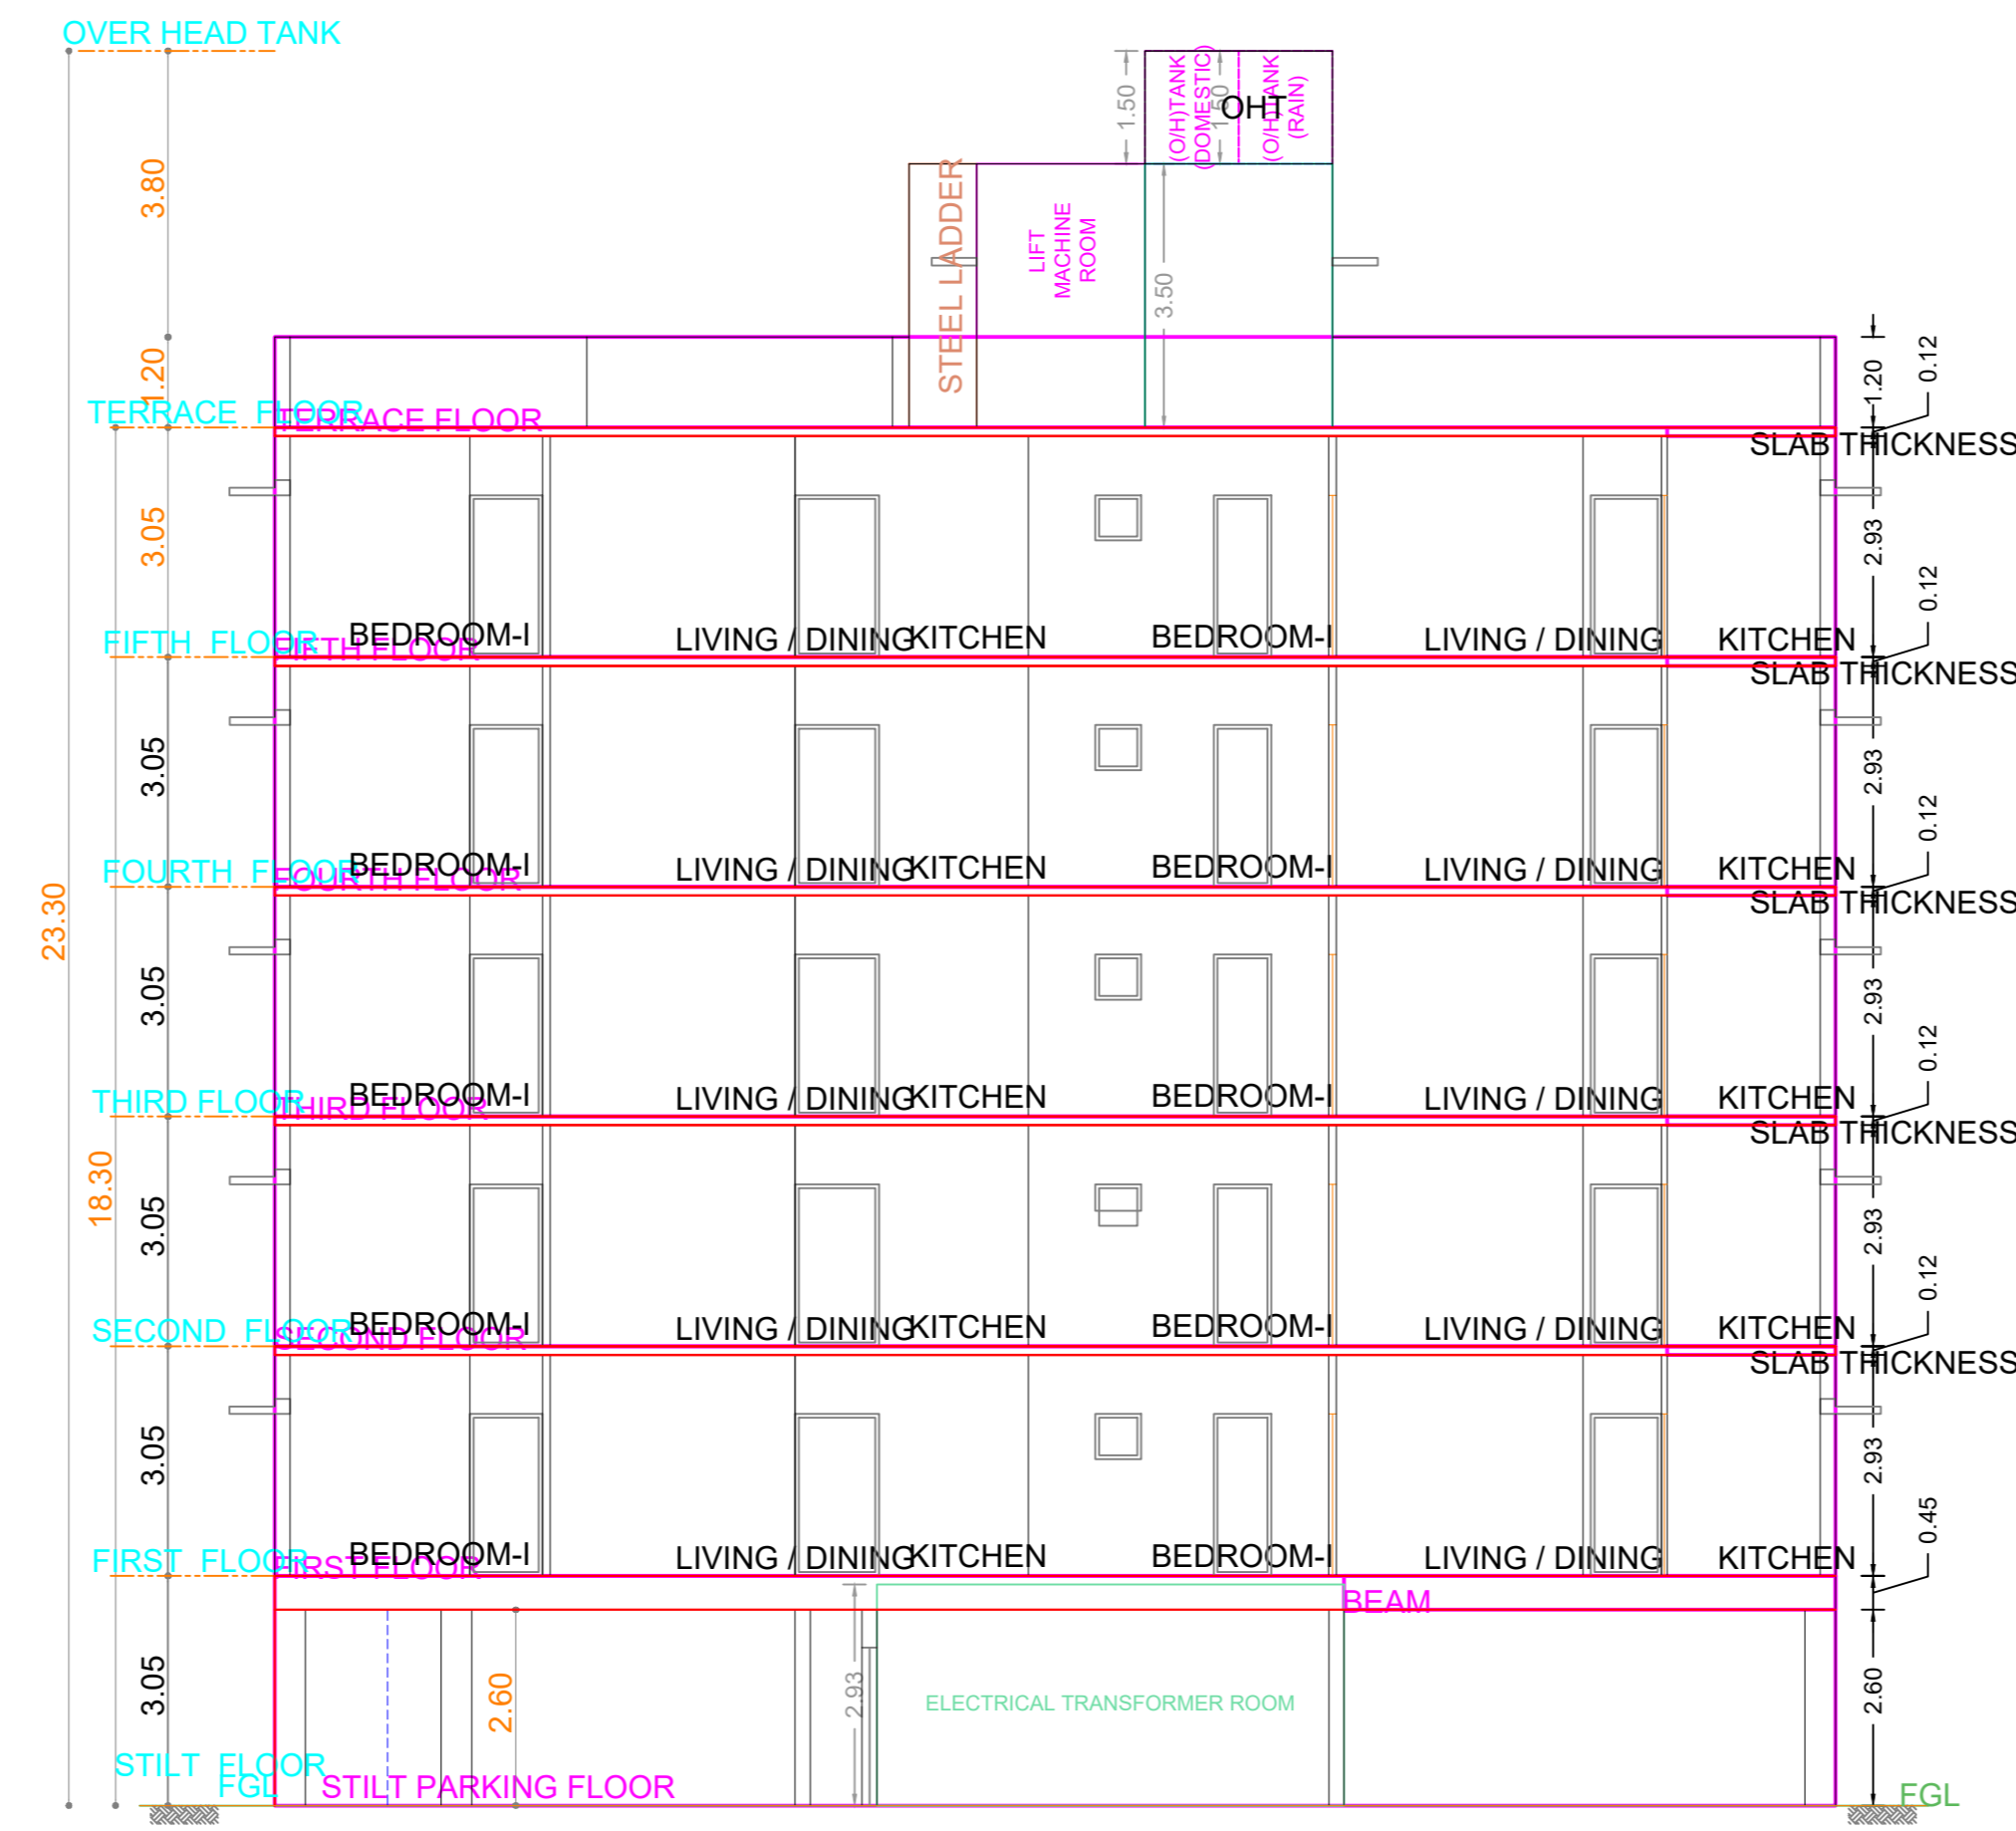 OVER HEAD TANK
1.50
(O/H)TANK
(DOMESTIC)
1.50
OHT
(O/H)TANK
(RAIN)
3.80
STEEL LADDER
LIFT
MACHINE
ROOM
3.50
1.20
1.20
0.12
TERRACE FLOOR
TERRACE FLOOR
SLAB THICKNESS
3.05
2.93
0.12
FIFTH FLOOR
FIFTH FLOOR
BEDROOM-I
LIVING / DINING
KITCHEN
BEDROOM-I
LIVING / DINING
KITCHEN
SLAB THICKNESS
3.05
2.93
0.12
FOURTH FLOOR
FOURTH FLOOR
BEDROOM-I
LIVING / DINING
KITCHEN
BEDROOM-I
LIVING / DINING
KITCHEN
SLAB THICKNESS
23.30
3.05
2.93
0.12
THIRD FLOOR
THIRD FLOOR
BEDROOM-I
LIVING / DINING
KITCHEN
BEDROOM-I
LIVING / DINING
KITCHEN
SLAB THICKNESS
18.30
3.05
2.93
0.12
SECOND FLOOR
SECOND FLOOR
BEDROOM-I
LIVING / DINING
KITCHEN
BEDROOM-I
LIVING / DINING
KITCHEN
SLAB THICKNESS
3.05
2.93
0.45
FIRST FLOOR
FIRST FLOOR
BEDROOM-I
LIVING / DINING
KITCHEN
BEDROOM-I
LIVING / DINING
KITCHEN
BEAM
3.05
2.60
2.93
ELECTRICAL TRANSFORMER ROOM
2.60
STILT FLOOR
FGL
STILT PARKING FLOOR
FGL